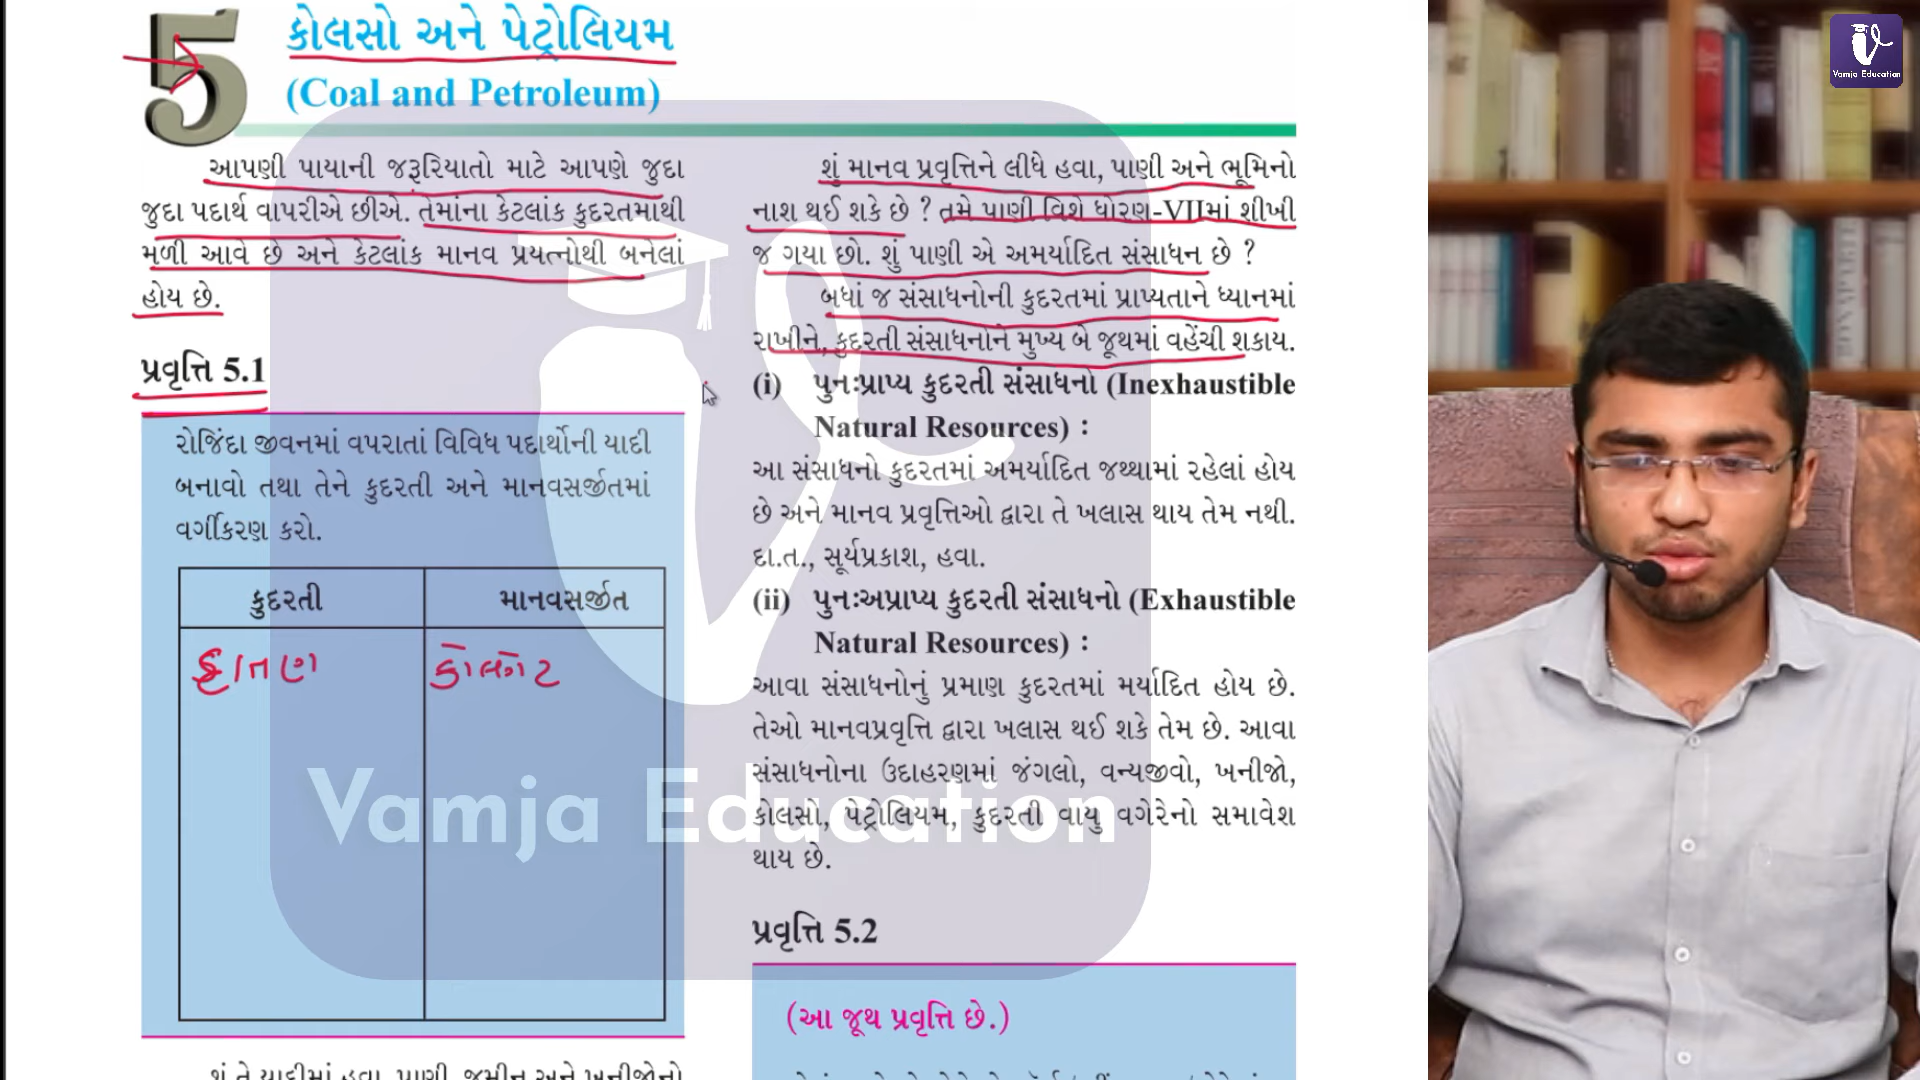 5
કોલસો અને પેટ્રોલિયમ
(Coal and Petroleum)
આપણી પાયાની જરૂરિયાતો માટે આપણે જુદા
જુદા પદાર્થ વાપરીએ છીએ. તેમાંના કેટલાંક કુદરતમાથી
મળી આવે છે અને કેટલાંક માનવ પ્રયત્નોથી બનેલાં
હોય છે.
પ્રવૃત્તિ 5.1
રોજિંદા જીવનમાં વપરાતાં વિવિધ પદાર્થોની યાદી
બનાવો તથા તેને કુદરતી અને માનવસર્જીતમાં
વર્ગીકરણ કરો.
કુદરતી માનવસર્જીત
શું તે યાદીમાં હવા, પાણી, જમીન અને ખનીજોનો
શું માનવ પ્રવૃત્તિને લીધે હવા, પાણી અને ભૂમિનો
નાશ થઈ શકે છે ? તમે પાણી વિશે ધોરણ-VIIમાં શીખી
જ ગયા છો. શું પાણી એ અમર્યાદિત સંસાધન છે ?
બધાં જ સંસાધનોની કુદરતમાં પ્રાપ્યતાને ધ્યાનમાં
રાખીને, કુદરતી સંસાધનોને મુખ્ય બે જૂથમાં વહેંચી શકાય.
(i) પુનઃપ્રાપ્ય કુદરતી સંસાધનો (Inexhaustible
Natural Resources) :
આ સંસાધનો કુદરતમાં અમર્યાદિત જથ્થામાં રહેલાં હોય
છે અને માનવ પ્રવૃત્તિઓ દ્વારા તે ખલાસ થાય તેમ નથી.
દા.ત., સૂર્યપ્રકાશ, હવા.
(ii) પુનઃઅપ્રાપ્ય કુદરતી સંસાધનો (Exhaustible
Natural Resources) :
આવા સંસાધનોનું પ્રમાણ કુદરતમાં મર્યાદિત હોય છે.
તેઓ માનવપ્રવૃત્તિ દ્વારા ખલાસ થઈ શકે તેમ છે. આવા
સંસાધનોના ઉદાહરણમાં જંગલો, વન્યજીવો, ખનીજો,
કોલસો, પેટ્રોલિયમ, કુદરતી વાયુ વગેરેનો સમાવેશ
થાય છે.
પ્રવૃત્તિ 5.2
(આ જૂથ પ્રવૃત્તિ છે.)
Vamja Education
Vamja Education